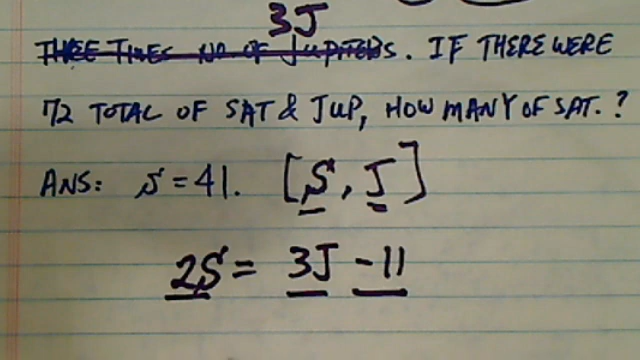 3J
THREE TIMES NO OF JUPITERS. IF THERE WERE
72 TOTAL OF SAT & JUP, HOW MANY OF SAT.?
ANS: S = 41. [S, J]
2S = 3J - 11